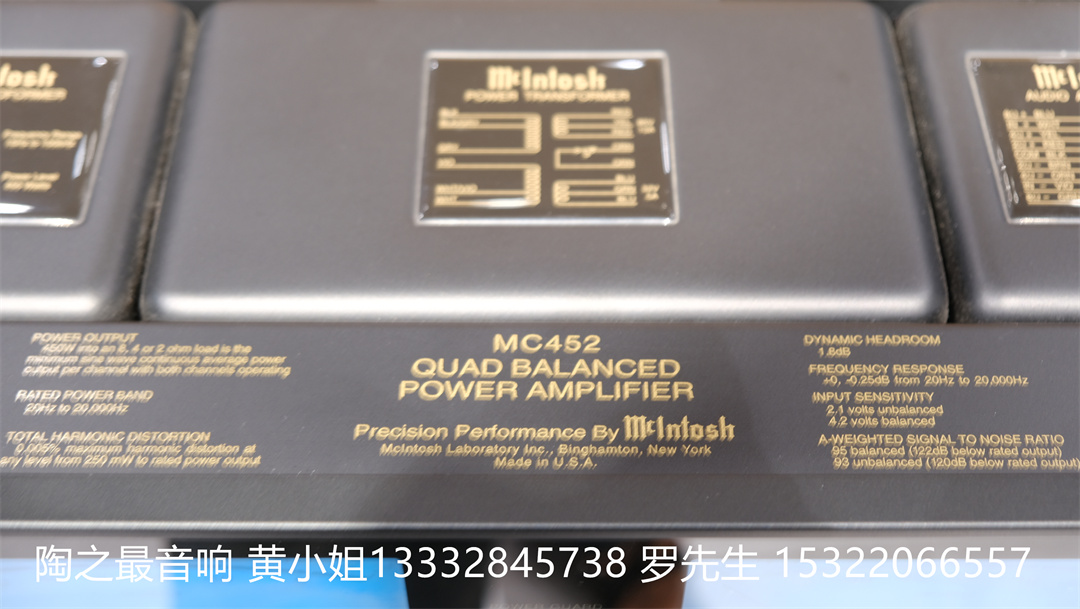 McIntosh
POWER TRANSFORMER
McIntosh
POWER OUTPUT
450W into an 8, 4 or 2 ohm load is the
minimum sine wave continuous average power
output per channel with both channels operating
RATED POWER BAND
20Hz to 20,000Hz
TOTAL HARMONIC DISTORTION
0.005% maximum harmonic distortion at
any level from 250 mW to rated power output
MC452
QUAD BALANCED
POWER AMPLIFIER
Precision Performance By McIntosh
McIntosh Laboratory Inc., Binghamton, New York
Made in U.S.A.
DYNAMIC HEADROOM
1.8dB
FREQUENCY RESPONSE
+0, -0.25dB from 20Hz to 20,000Hz
INPUT SENSITIVITY
2.1 volts unbalanced
4.2 volts balanced
A-WEIGHTED SIGNAL TO NOISE RATIO
95 balanced (122dB below rated output)
93 unbalanced (120dB below rated output)
陶之最音响 黄小姐13332845738 罗先生 15322066557
POWER GUARD